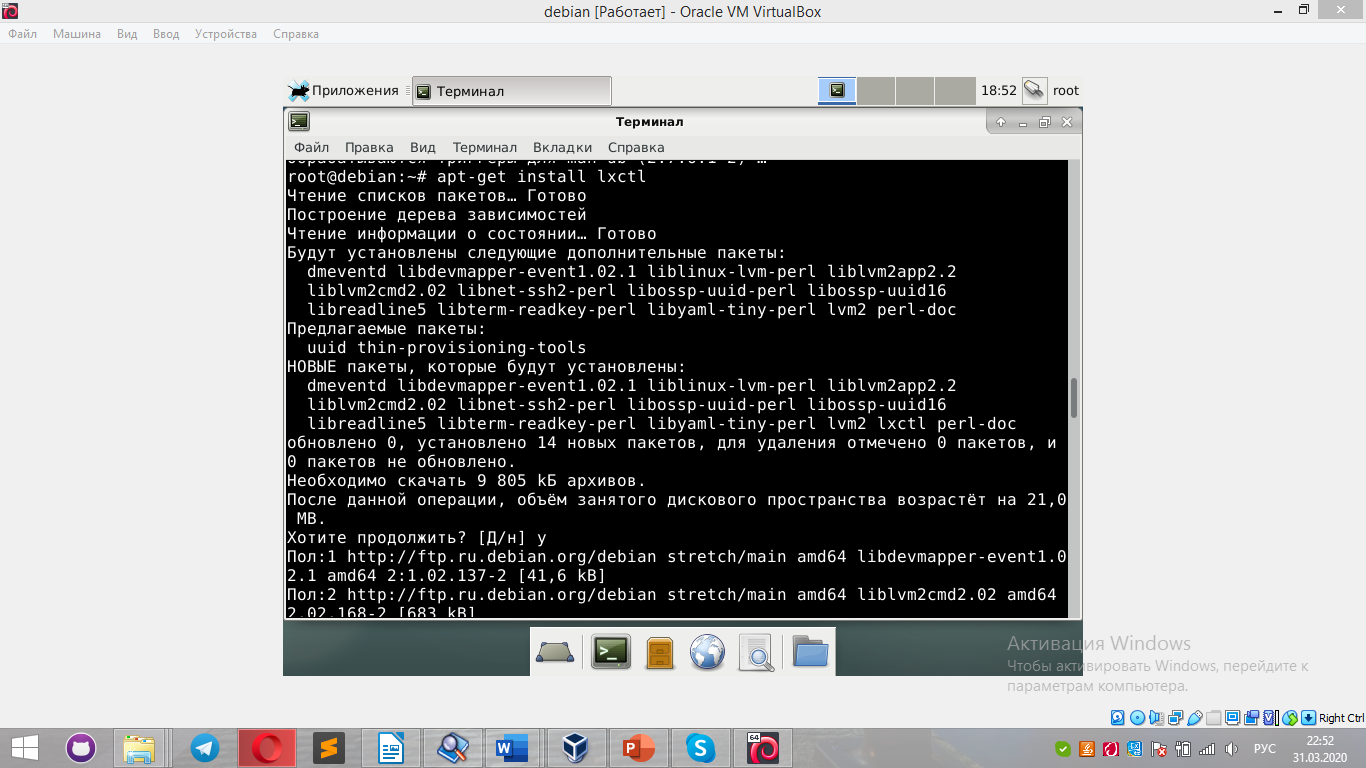 debian [Работает] - Oracle VM VirtualBox
Файл Машина Вид Ввод Устройства Справка
Приложения Терминал 18:52 root
Терминал
Файл Правка Вид Терминал Вкладки Справка
root@debian:~# apt-get install lxctl
Чтение списков пакетов… Готово
Построение дерева зависимостей
Чтение информации о состоянии… Готово
Будут установлены следующие дополнительные пакеты:
dmeventd libdevmapper-event1.02.1 liblinux-lvm-perl liblvm2app2.2
liblvm2cmd2.02 libnet-ssh2-perl libossp-uuid-perl libossp-uuid16
libreadline5 libterm-readkey-perl libyaml-tiny-perl lvm2 perl-doc
Предлагаемые пакеты:
uuid thin-provisioning-tools
НОВЫЕ пакеты, которые будут установлены:
dmeventd libdevmapper-event1.02.1 liblinux-lvm-perl liblvm2app2.2
liblvm2cmd2.02 libnet-ssh2-perl libossp-uuid-perl libossp-uuid16
libreadline5 libterm-readkey-perl libyaml-tiny-perl lvm2 lxctl perl-doc
обновлено 0, установлено 14 новых пакетов, для удаления отмечено 0 пакетов, и
0 пакетов не обновлено.
Необходимо скачать 9 805 kБ архивов.
После данной операции, объём занятого дискового пространства возрастёт на 21,0
MB.
Хотите продолжить? [Д/н] y
Пол:1 http://ftp.ru.debian.org/debian stretch/main amd64 libdevmapper-event1.0
2.1 amd64 2:1.02.137-2 [41,6 kB]
Пол:2 http://ftp.ru.debian.org/debian stretch/main amd64 liblvm2cmd2.02 amd64
2.02.168-2 [683 kB]
Активация Windows
Чтобы активировать Windows, перейдите к
параметрам компьютера.
Right Ctrl
64
РУС 22:52
31.03.2020